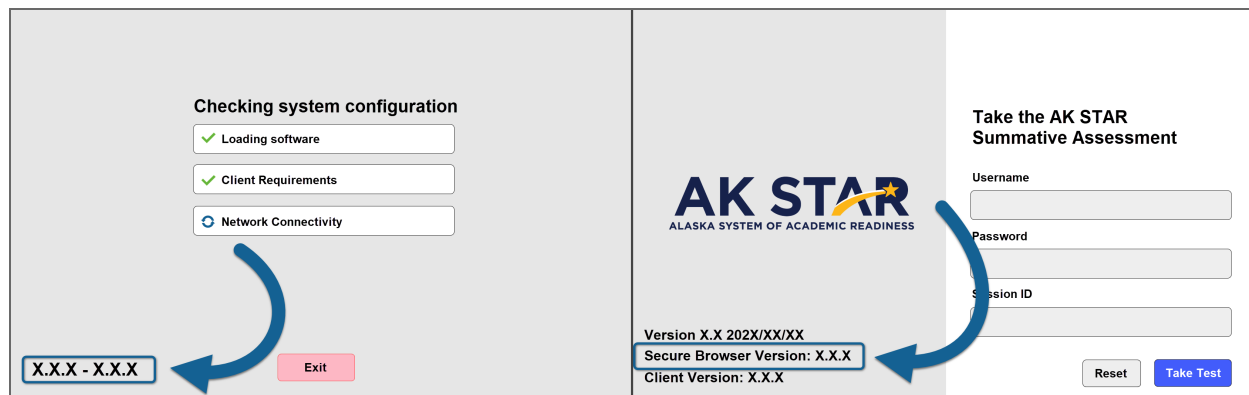 Checking system configuration
Loading software
Client Requirements
Network Connectivity
X.X.X - X.X.X
Exit
AK STAR
ALASKA SYSTEM OF ACADEMIC READINESS
Version X.X 202X/XX/XX
Secure Browser Version: X.X.X
Client Version: X.X.X
Take the AK STAR
Summative Assessment
Username
Password
Session ID
Reset
Take Test